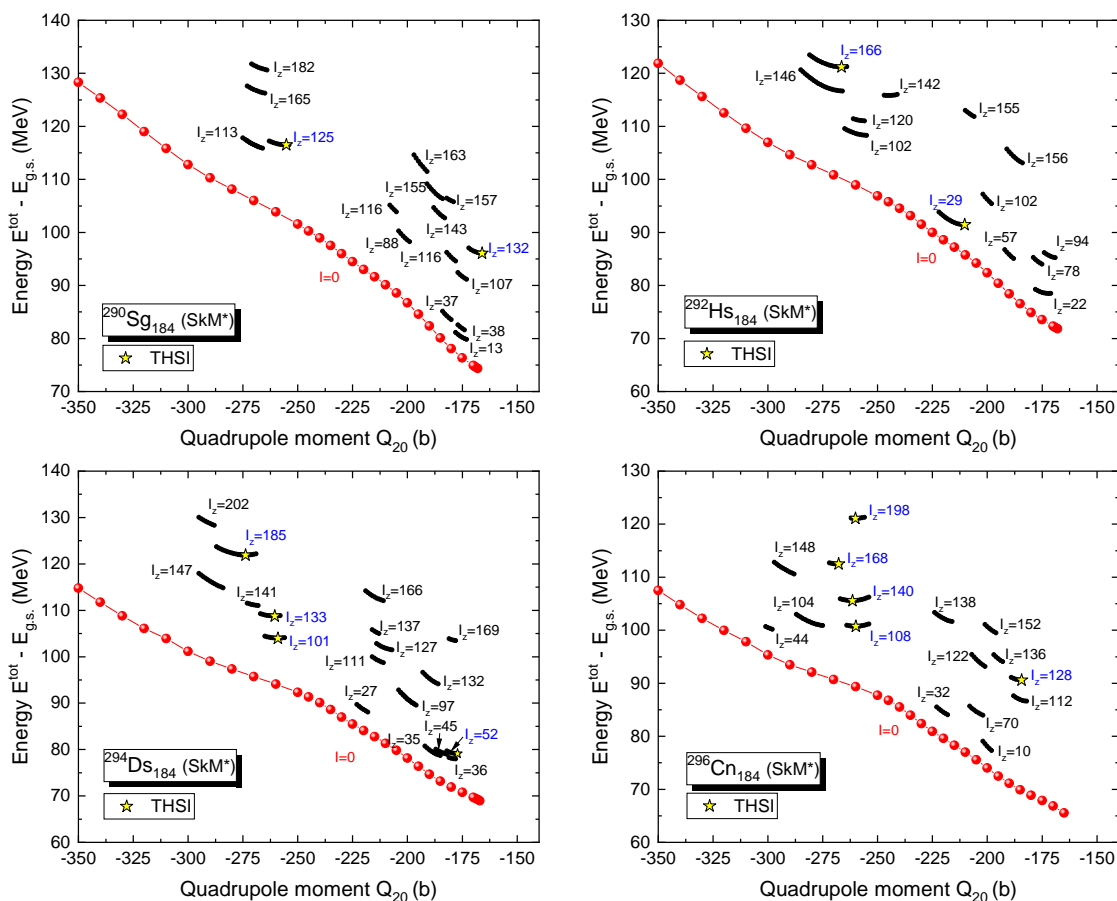 Energy E^tot - E_g.s. (MeV)
140
130
120
110
100
90
80
70
I_z=182
I_z=165
I_z=113
I_z=125
I_z=163
I_z=155
I_z=157
I_z=116
I_z=143
I_z=132
I_z=88
I_z=116
I_z=107
I=0
I_z=37
I_z=38
I_z=13
^290Sg_184 (SkM*)
THSI
-350 -325 -300 -275 -250 -225 -200 -175 -150
Quadrupole moment Q_20 (b)
Energy E^tot - E_g.s. (MeV)
130
120
110
100
90
80
70
60
I_z=166
I_z=146
I_z=142
I_z=120
I_z=155
I_z=102
I_z=156
I_z=102
I_z=29
I_z=57
I_z=94
I=0
I_z=78
I_z=22
^292Hs_184 (SkM*)
THSI
-350 -325 -300 -275 -250 -225 -200 -175 -150
Quadrupole moment Q_20 (b)
Energy E^tot - E_g.s. (MeV)
140
130
120
110
100
90
80
70
60
I_z=202
I_z=185
I_z=147
I_z=141
I_z=166
I_z=133
I_z=137
I_z=169
I_z=101
I_z=127
I_z=111
I_z=132
I_z=27
I_z=97
I_z=45
I_z=35
I_z=52
I=0
I_z=36
^294Ds_184 (SkM*)
THSI
-350 -325 -300 -275 -250 -225 -200 -175 -150
Quadrupole moment Q_20 (b)
Energy E^tot - E_g.s. (MeV)
130
120
110
100
90
80
70
60
I_z=198
I_z=148
I_z=168
I_z=140
I_z=138
I_z=104
I_z=152
I_z=44
I_z=108
I_z=122
I_z=136
I_z=128
I_z=32
I_z=112
I_z=70
I=0
I_z=10
^296Cn_184 (SkM*)
THSI
-350 -325 -300 -275 -250 -225 -200 -175 -150
Quadrupole moment Q_20 (b)